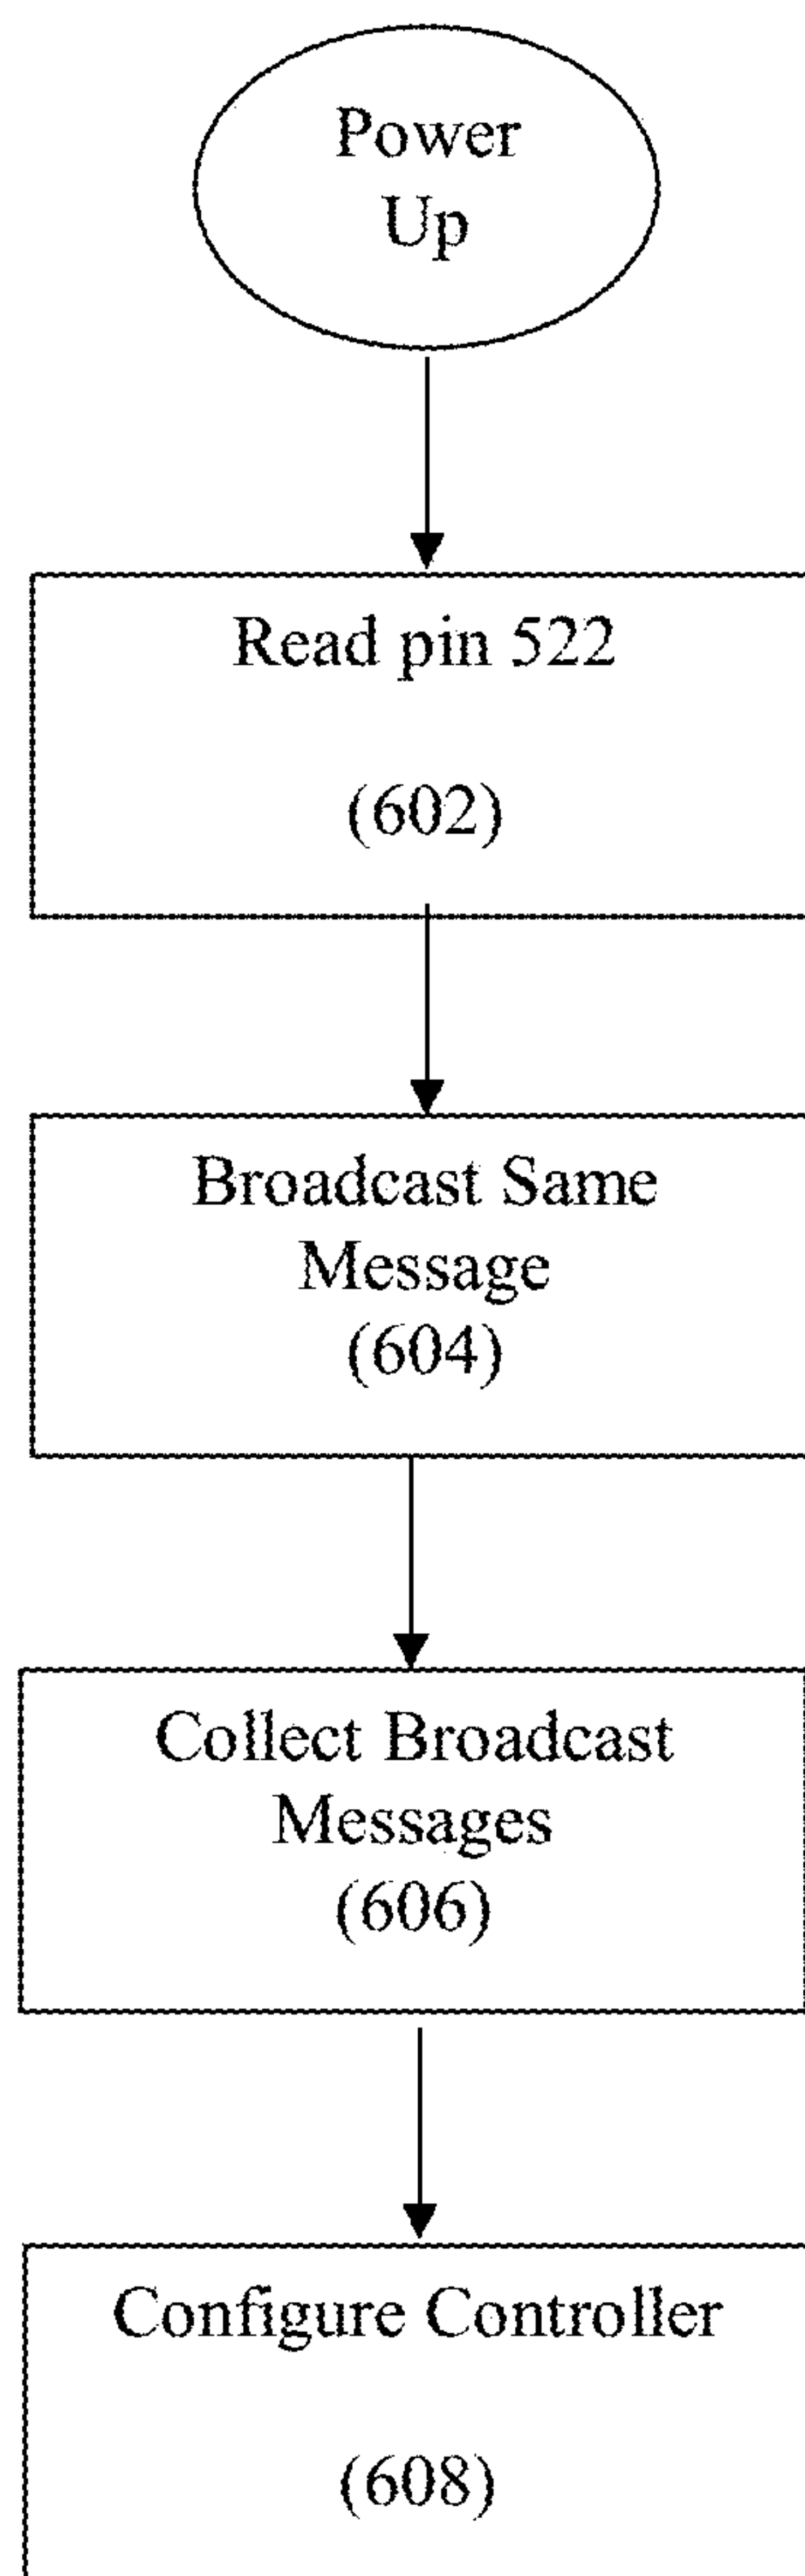 Power
Up
Read pin 522
(602)
Broadcast Same
Message
(604)
Collect Broadcast
Messages
(606)
Configure Controller
(608)